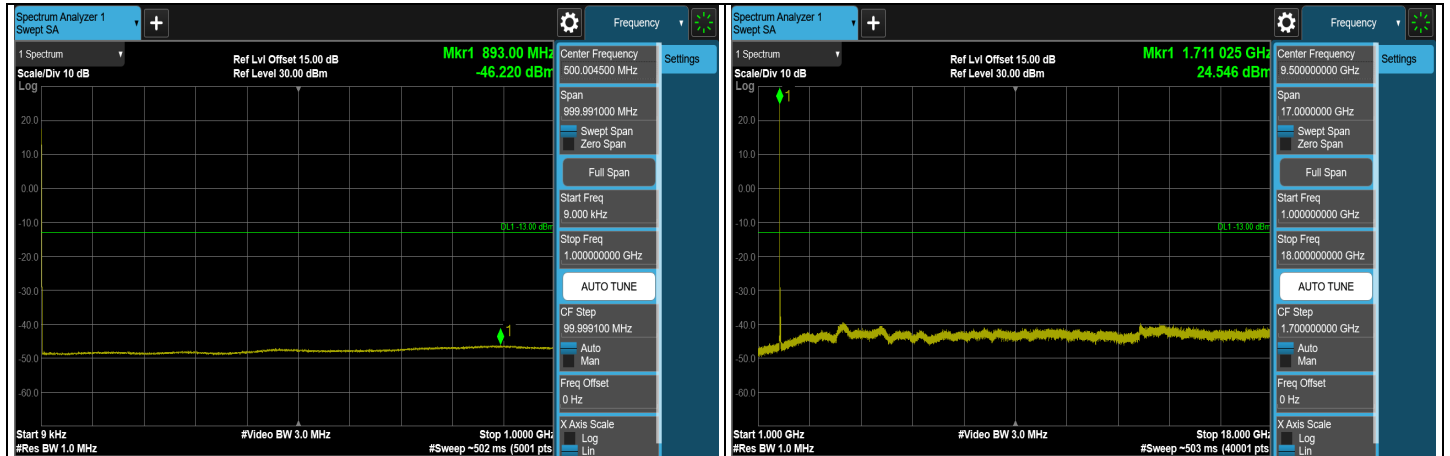 Spectrum Analyzer 1
Swept SA
+
Frequency
1 Spectrum
Scale/Div 10 dB
Log
Ref Lvl Offset 15.00 dB
Ref Level 30.00 dBm
Mkr1 893.00 MHz
-46.220 dBm
20.0
10.0
0.00
-10.0
-20.0
-30.0
-40.0
-50.0
-60.0
DL1 -13.00 dBm
1
Start 9 kHz
#Res BW 1.0 MHz
#Video BW 3.0 MHz
Stop 1.0000 GHz
#Sweep ~502 ms (5001 pts
Center Frequency
500.004500 MHz
Settings
Span
999.991000 MHz
Swept Span
Zero Span
Full Span
Start Freq
9.000 kHz
Stop Freq
1.000000000 GHz
AUTO TUNE
CF Step
99.999100 MHz
Auto
Man
Freq Offset
0 Hz
X Axis Scale
Log
Lin
Spectrum Analyzer 1
Swept SA
+
Frequency
1 Spectrum
Scale/Div 10 dB
Log
Ref Lvl Offset 15.00 dB
Ref Level 30.00 dBm
Mkr1 1.711 025 GHz
24.546 dBm
1
20.0
10.0
0.00
-10.0
-20.0
-30.0
-40.0
-50.0
-60.0
DL1 -13.00 dBm
Start 1.000 GHz
#Res BW 1.0 MHz
#Video BW 3.0 MHz
Stop 18.000 GHz
#Sweep ~503 ms (40001 pts
Center Frequency
9.500000000 GHz
Settings
Span
17.0000000 GHz
Swept Span
Zero Span
Full Span
Start Freq
1.000000000 GHz
Stop Freq
18.000000000 GHz
AUTO TUNE
CF Step
1.700000000 GHz
Auto
Man
Freq Offset
0 Hz
X Axis Scale
Log
Lin